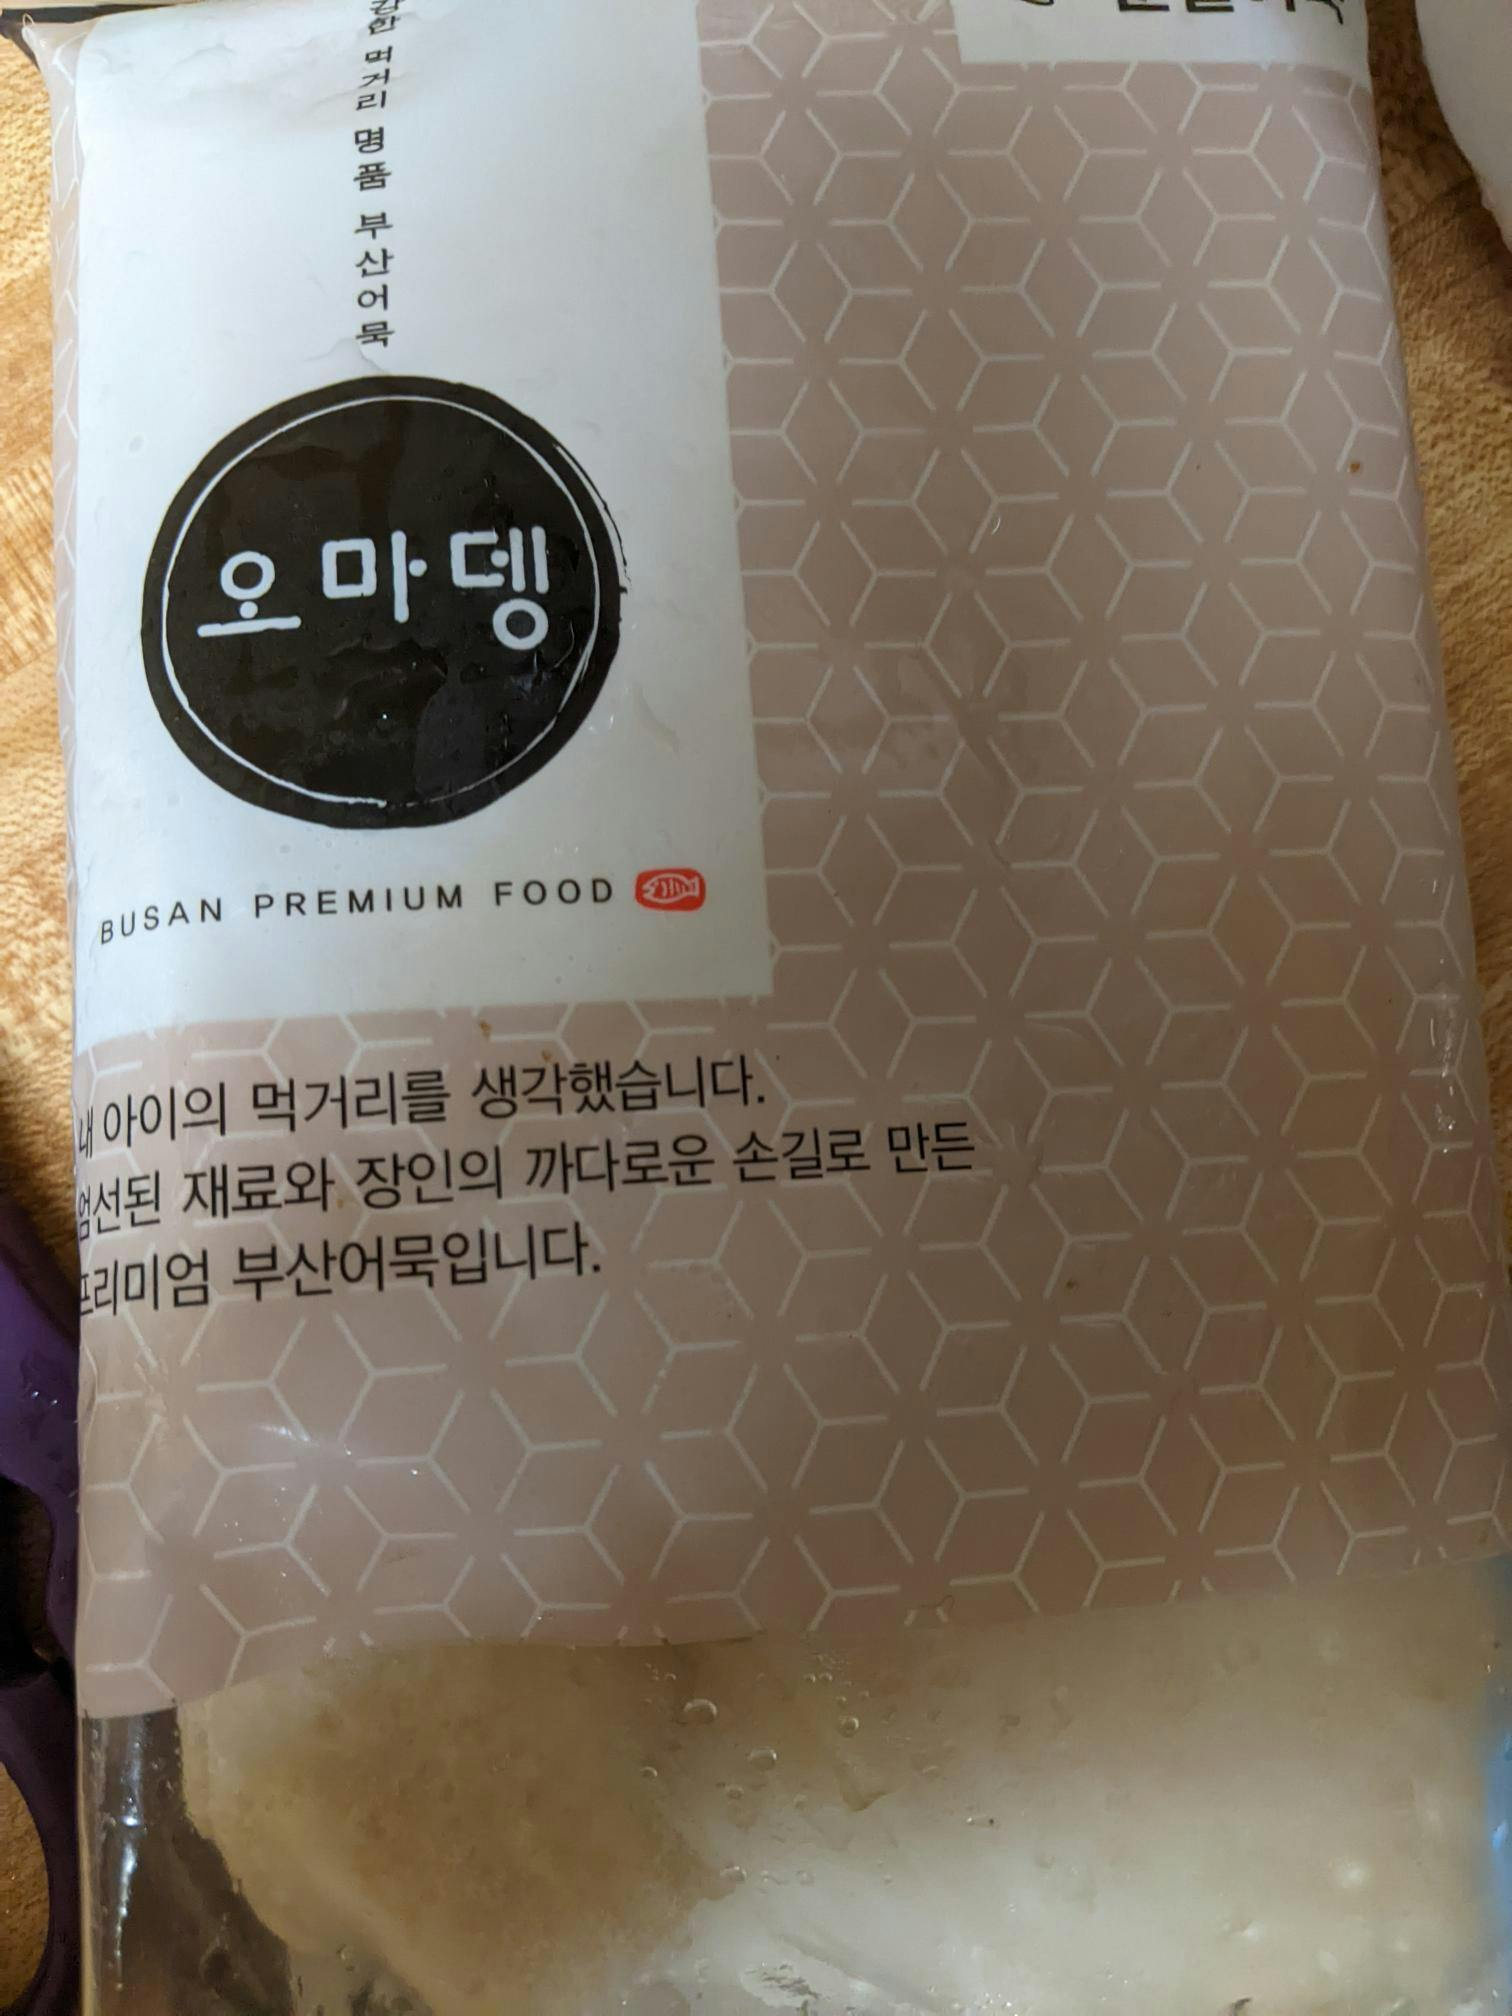 한 먹거리 명품 부산어묵
오마뎅
BUSAN PREMIUM FOOD
내 아이의 먹거리를 생각했습니다.
엄선된 재료와 장인의 까다로운 손길로 만든
프리미엄 부산어묵입니다.